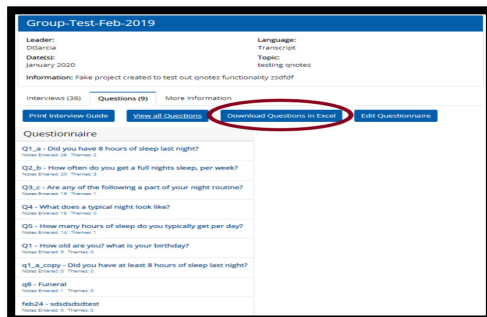 Group-Test-Feb-2019
Leader:
DGarcia
Language:
Transcript
Date(s):
January 2020
Topic:
testing qnotes
Information: Fake project created to test out qnotes functionality zsdfdf
Interviews (36) Questions (9) More Information
Print Interview Guide View all Questions Download Questions in Excel Edit Questionnaire
Questionnaire
Q1_a - Did you have 8 hours of sleep last night?
Notes Entered: 26 Themes: 2
Q2_b - How often do you get a full nights sleep, per week?
Notes Entered: 20 Themes: 3
Q3_c - Are any of the following a part of your night routine?
Notes Entered: 19 Themes: 1
Q4 - What does a typical night look like?
Notes Entered: 15 Themes: 0
Q5 - How many hours of sleep do you typically get per day?
Notes Entered: 14 Themes: 1
Q1 - How old are you? what is your birthday?
Notes Entered: 9 Themes: 0
q1_a_copy - Did you have at least 8 hours of sleep last night?
Notes Entered: 0 Themes: 0
q8 - Funeral
Notes Entered: 1 Themes: 0
feb24 - sdsdsdsdtest
Notes Entered: 0 Themes: 0